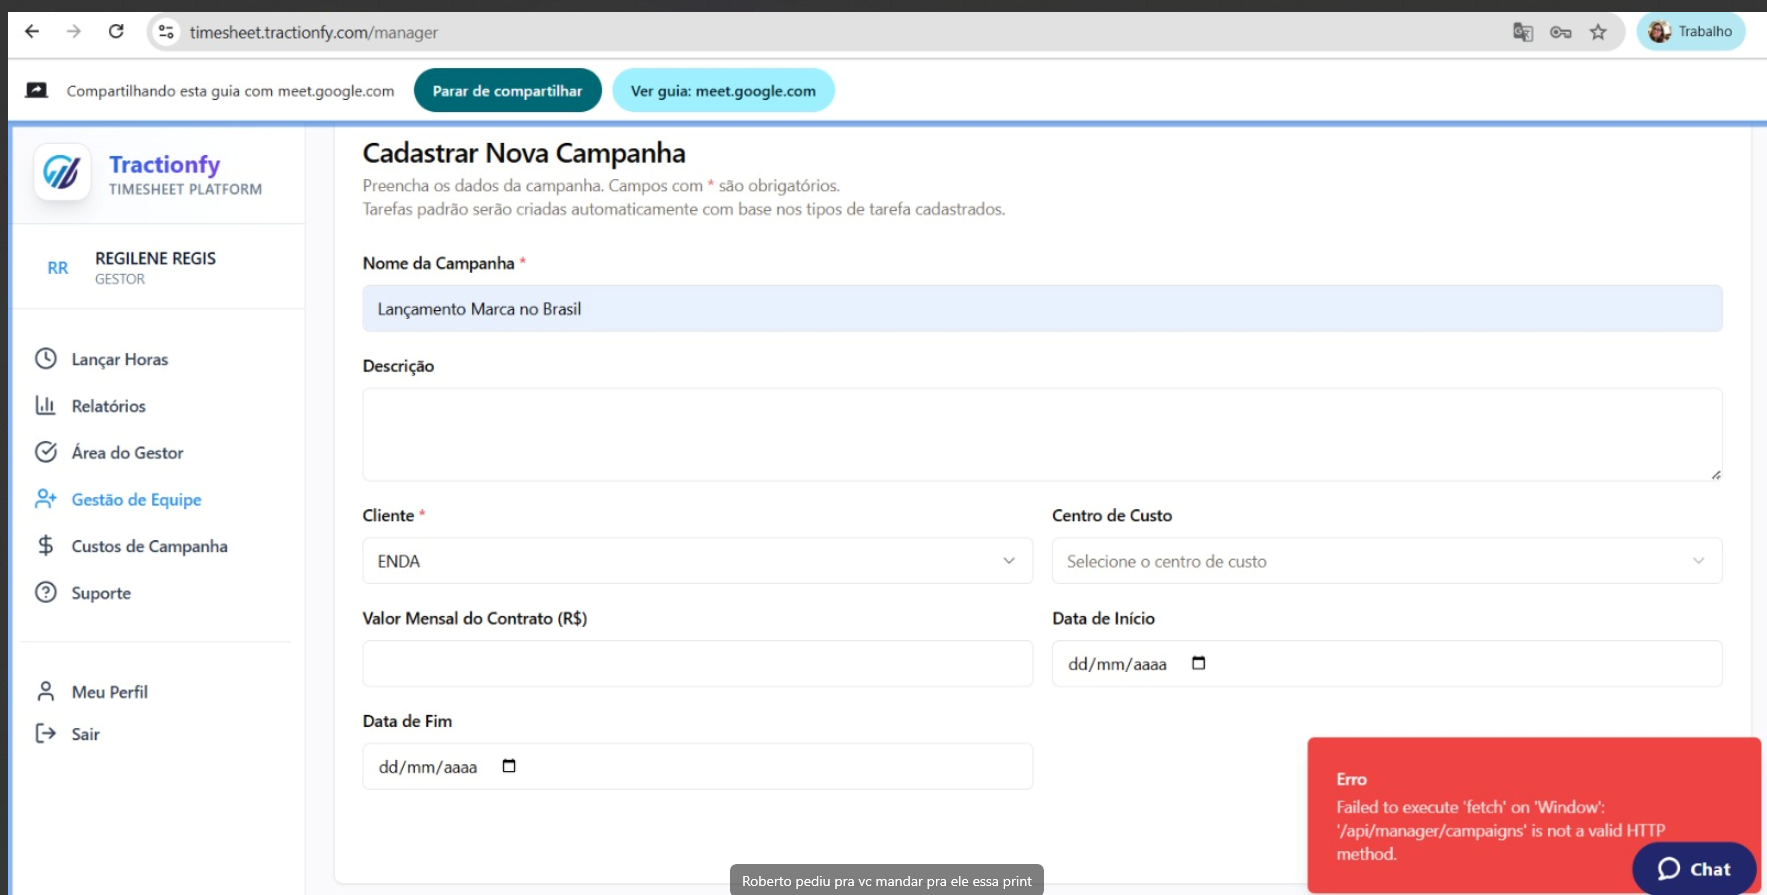 timesheet.tractionfy.com/manager
Trabalho
Compartilhando esta guia com meet.google.com
Parar de compartilhar
Ver guia: meet.google.com
Tractionfy
TIMESHEET PLATFORM
RR
REGILENE REGIS
GESTOR
Lançar Horas
Relatórios
Área do Gestor
Gestão de Equipe
Custos de Campanha
Suporte
Meu Perfil
Sair
Cadastrar Nova Campanha
Preencha os dados da campanha. Campos com * são obrigatórios.
Tarefas padrão serão criadas automaticamente com base nos tipos de tarefa cadastrados.
Nome da Campanha *
Lançamento Marca no Brasil
Descrição
Cliente *
ENDA
Centro de Custo
Selecione o centro de custo
Valor Mensal do Contrato (R$)
Data de Início
dd/mm/aaaa
Data de Fim
dd/mm/aaaa
Erro
Failed to execute 'fetch' on 'Window':
'/api/manager/campaigns' is not a valid HTTP
method.
Chat
Roberto pediu pra vc mandar pra ele essa print